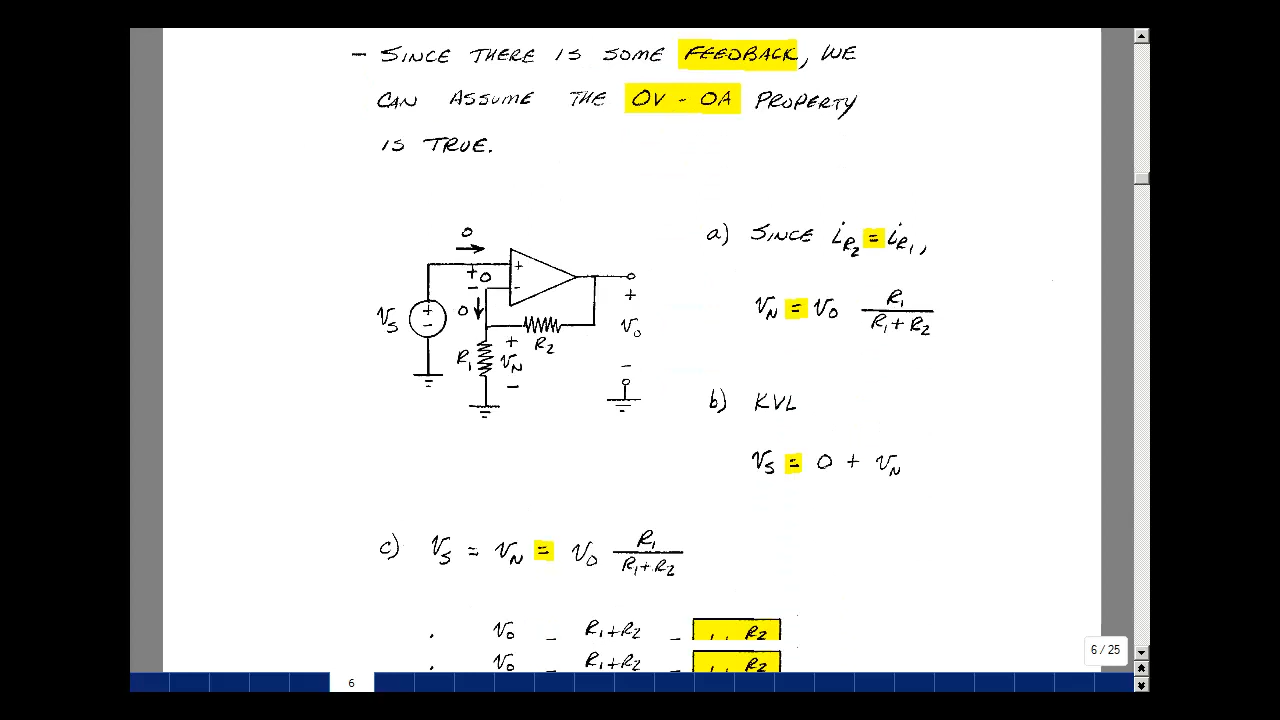 - SINCE THERE IS SOME FEEDBACK, WE
CAN ASSUME THE 0V - 0A PROPERTY
IS TRUE.
0
+
0
-
+
-
0
VS
+
-
R1
+
VN
-
R2
+
Vo
-
a) SINCE iR2 = iR1,
VN = Vo R1 / (R1 + R2)
b) KVL
VS = 0 + VN
c) VS = VN = Vo R1 / (R1+R2)
Vo R1+R2 R2
Vo R1+R2 R2
6 / 25
6